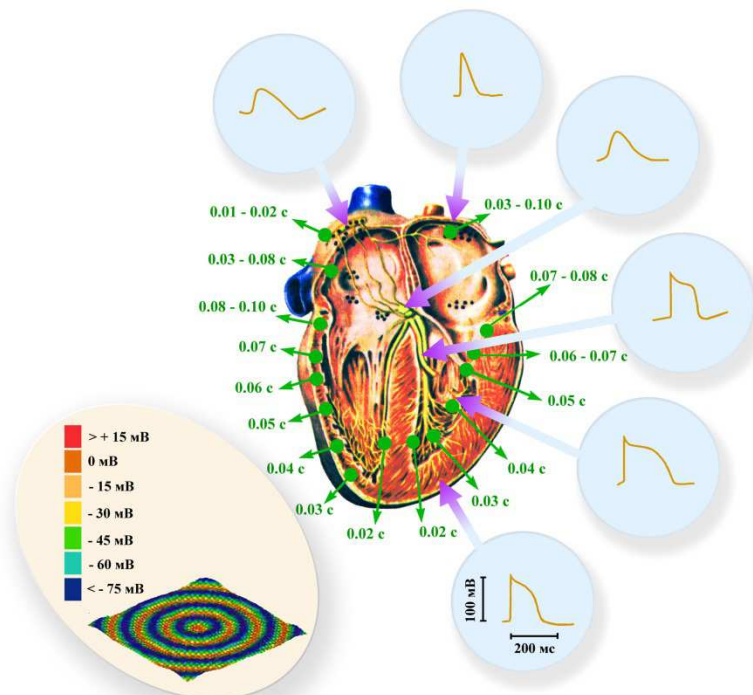 0.01 - 0.02 с
0.03 - 0.10 с
0.03 - 0.08 с
0.07 - 0.08 с
0.08 - 0.10 с
0.07 с
0.06 - 0.07 с
0.06 с
0.05 с
0.05 с
0.04 с
0.04 с
0.03 с
0.03 с
0.02 с
0.02 с
> + 15 мВ
0 мВ
- 15 мВ
- 30 мВ
- 45 мВ
- 60 мВ
< - 75 мВ
100 мВ
200 мс